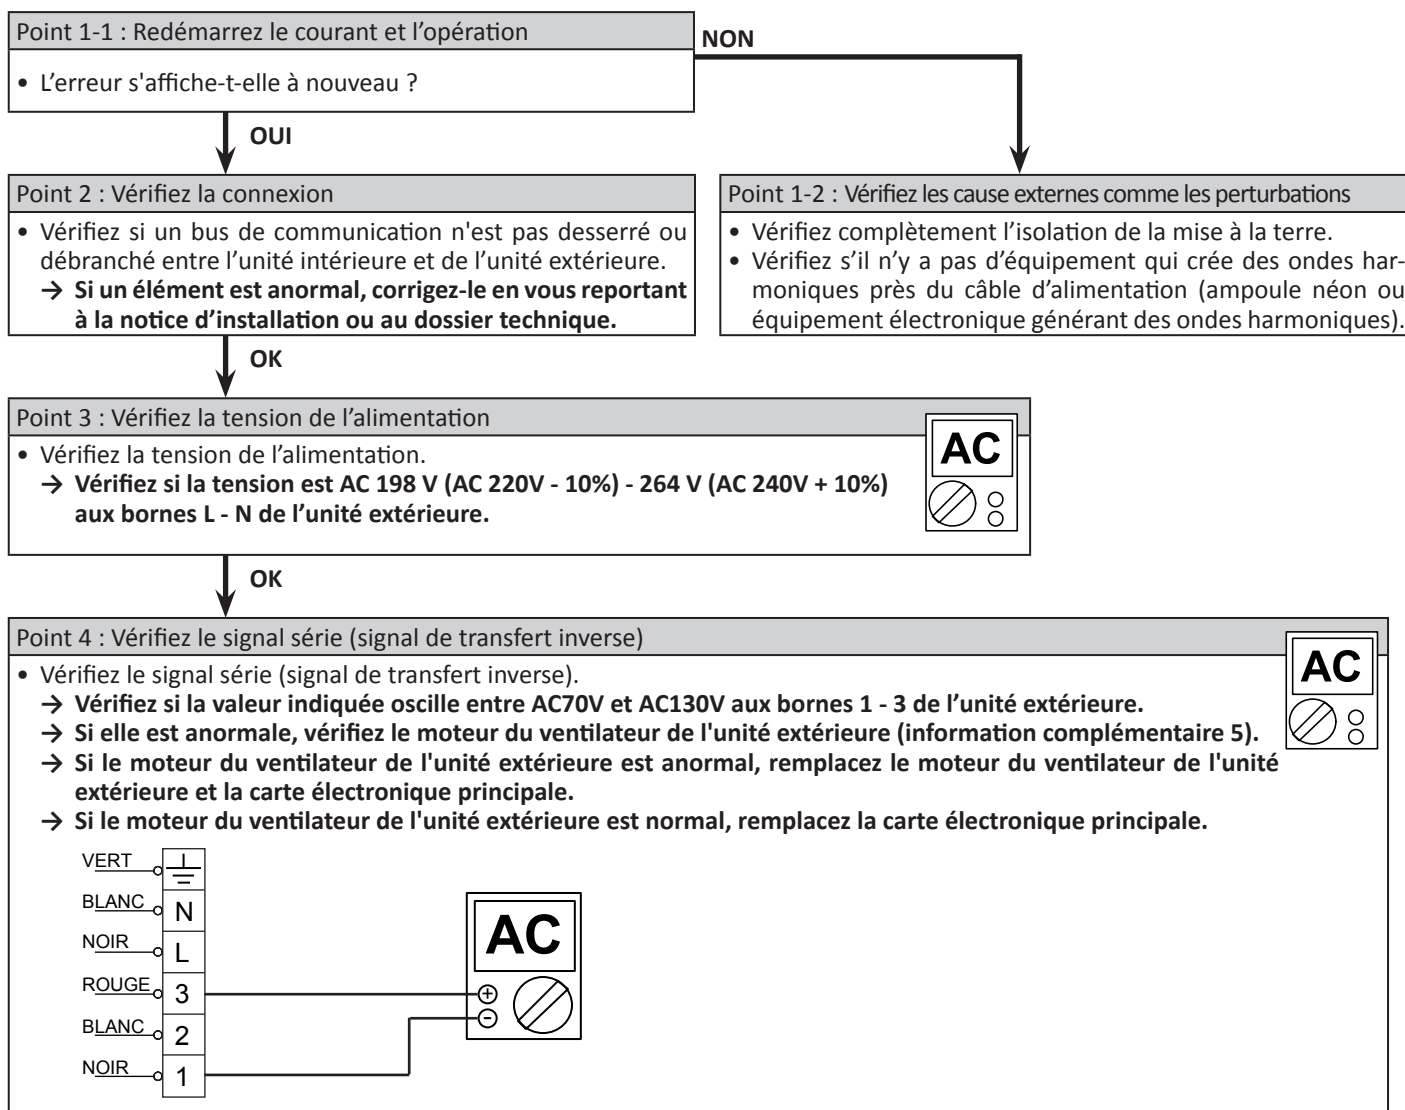 Point 1-1 : Redémarrez le courant et l’opération
NON
• L’erreur s'affiche-t-elle à nouveau ?
OUI
Point 2 : Vérifiez la connexion
• Vérifiez si un bus de communication n'est pas desserré ou
débranché entre l’unité intérieure et de l’unité extérieure.
→ Si un élément est anormal, corrigez-le en vous reportant
à la notice d’installation ou au dossier technique.
Point 1-2 : Vérifiez les cause externes comme les perturbations
• Vérifiez complètement l’isolation de la mise à la terre.
• Vérifiez s’il n’y a pas d’équipement qui crée des ondes har-
moniques près du câble d’alimentation (ampoule néon ou
équipement électronique générant des ondes harmoniques).
OK
Point 3 : Vérifiez la tension de l’alimentation
• Vérifiez la tension de l’alimentation.
→ Vérifiez si la tension est AC 198 V (AC 220V - 10%) - 264 V (AC 240V + 10%)
aux bornes L - N de l’unité extérieure.
AC
OK
Point 4 : Vérifiez le signal série (signal de transfert inverse)
• Vérifiez le signal série (signal de transfert inverse).
→ Vérifiez si la valeur indiquée oscille entre AC70V et AC130V aux bornes 1 - 3 de l’unité extérieure.
→ Si elle est anormale, vérifiez le moteur du ventilateur de l'unité extérieure (information complémentaire 5).
→ Si le moteur du ventilateur de l'unité extérieure est anormal, remplacez le moteur du ventilateur de l'unité
extérieure et la carte électronique principale.
→ Si le moteur du ventilateur de l'unité extérieure est normal, remplacez la carte électronique principale.
AC
VERT
BLANC N
NOIR L
ROUGE 3
BLANC 2
NOIR 1
AC
+
-